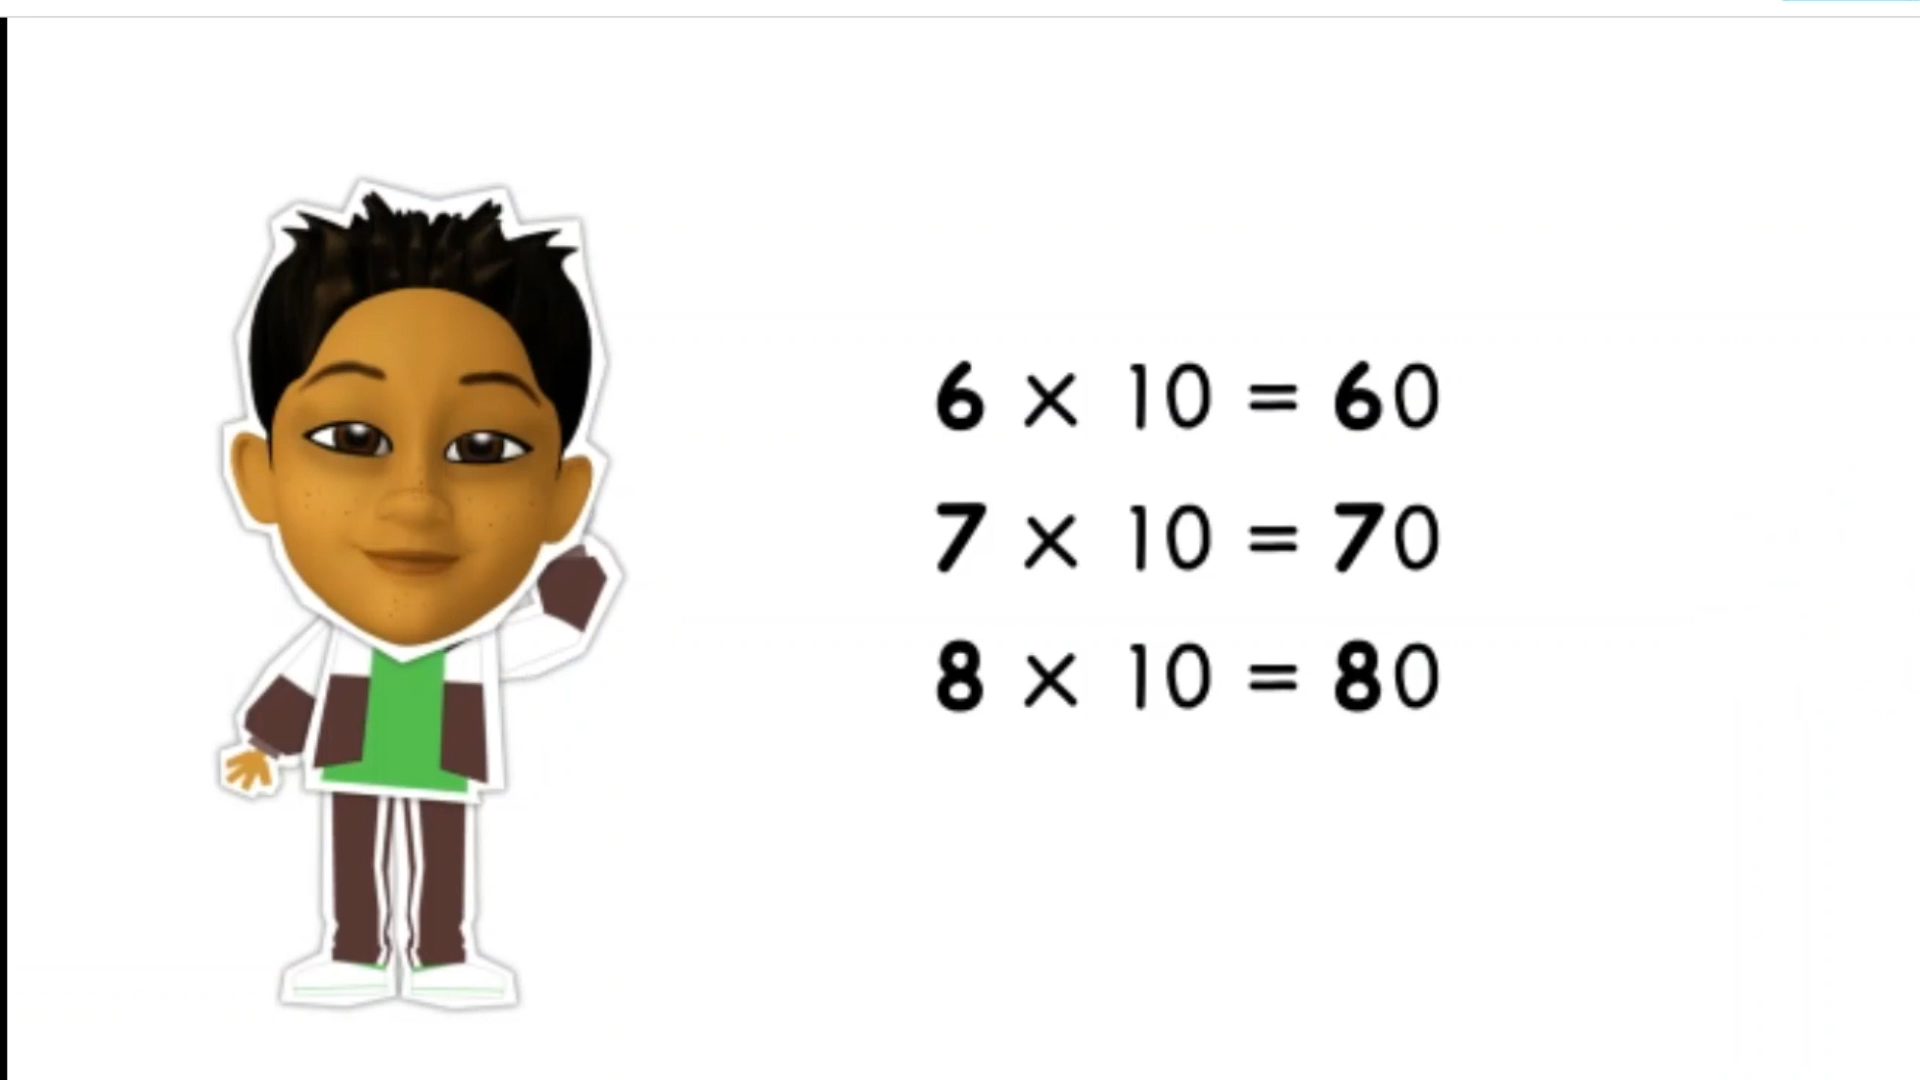 6 × 10 = 60
7 × 10 = 70
8 × 10 = 80